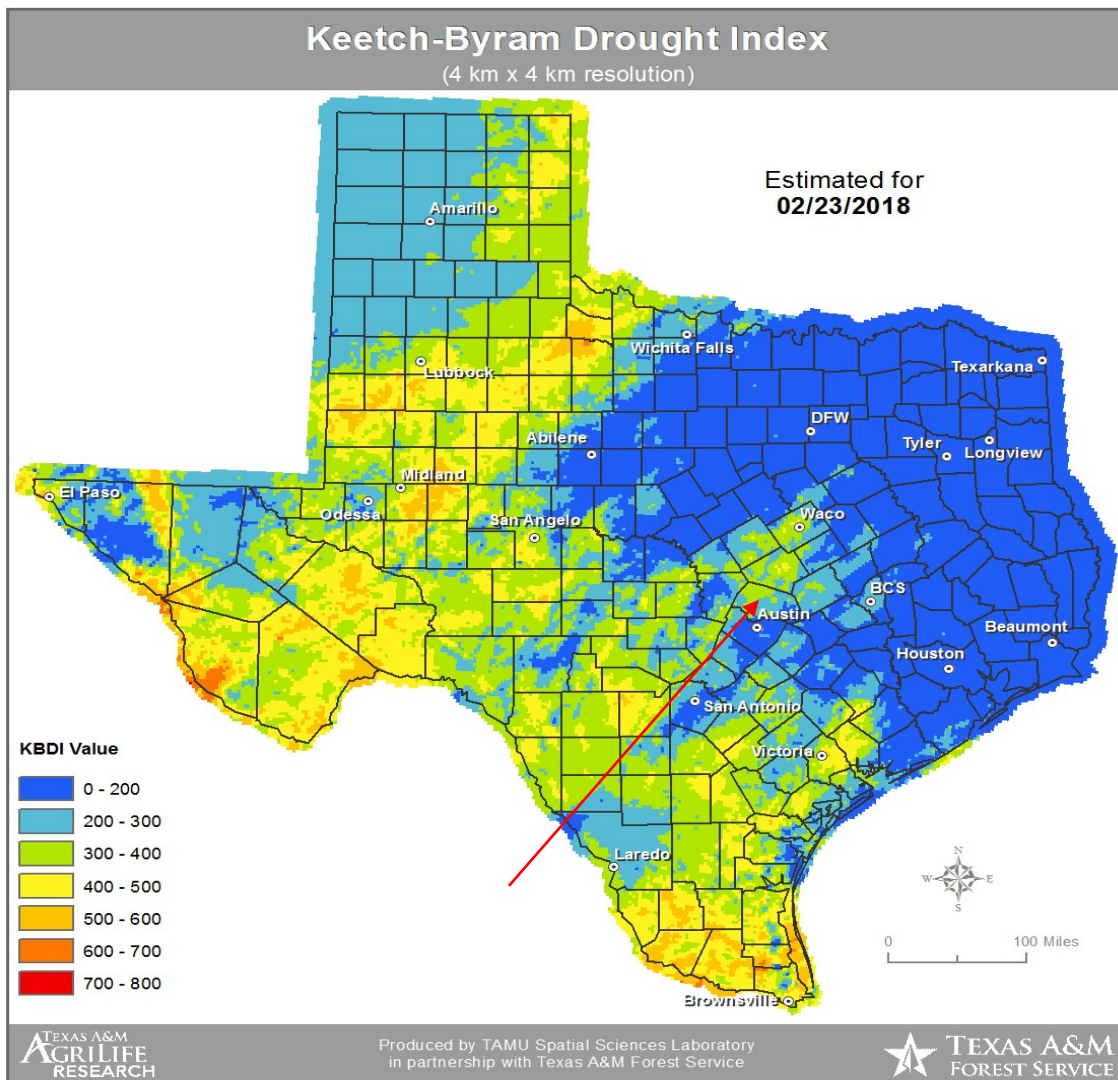 Keetch-Byram Drought Index
(4 km x 4 km resolution)
Estimated for
02/23/2018
Amarillo
Wichita Falls
Texarkana
Lubbock
DFW
Abilene
Tyler
Longview
Midland
El Paso
Odessa
San Angelo
Waco
BCS
Austin
Beaumont
Houston
San Antonio
Victoria
KBDI Value
0 - 200
200 - 300
300 - 400
400 - 500
500 - 600
600 - 700
700 - 800
Laredo
N
W E
S
0 100 Miles
Brownsville
TEXAS A&M
AGRILIFE
RESEARCH
Produced by TAMU Spatial Sciences Laboratory
in partnership with Texas A&M Forest Service
TEXAS A&M
FOREST SERVICE